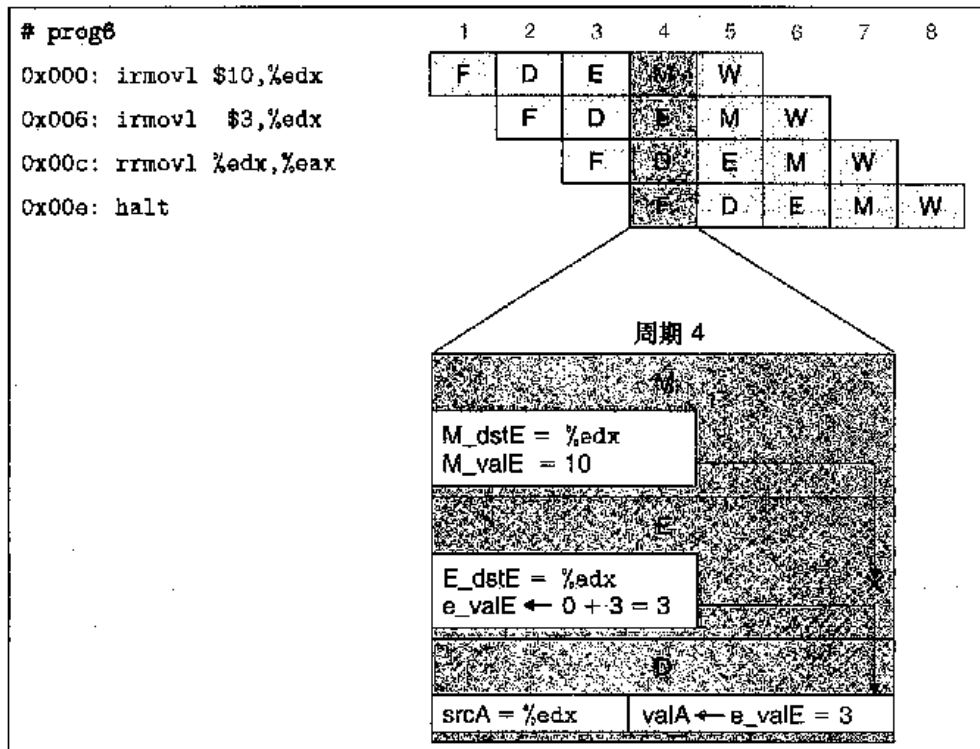 # prog6
1 2 3 4 5 6 7 8
0x000: irmovl $10,%edx F D E M W
0x006: irmovl $3,%edx F D E M W
0x00c: rrmovl %edx,%eax F D E M W
0x00e: halt F D E M W
周期 4
M
M_dstE = %edx
M_valE = 10
E
E_dstE = %edx
e_valE ← 0 + 3 = 3
D
srcA = %edx valA ← e_valE = 3